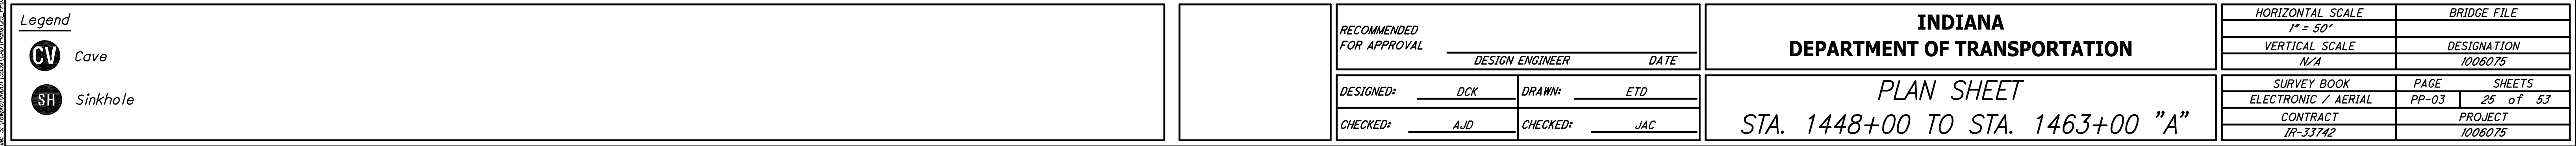 Legend
CV Cave
SH Sinkhole
RECOMMENDED
FOR APPROVAL
DESIGN ENGINEER DATE
DESIGNED: DCK DRAWN: ETD
CHECKED: AJD CHECKED: JAC
INDIANA
DEPARTMENT OF TRANSPORTATION
PLAN SHEET
STA. 1448+00 TO STA. 1463+00 "A"
HORIZONTAL SCALE BRIDGE FILE
1" = 50'
VERTICAL SCALE DESIGNATION
N/A 1006075
SURVEY BOOK PAGE SHEETS
ELECTRONIC / AERIAL PP-03 25 of 53
CONTRACT PROJECT
IR-33742 1006075